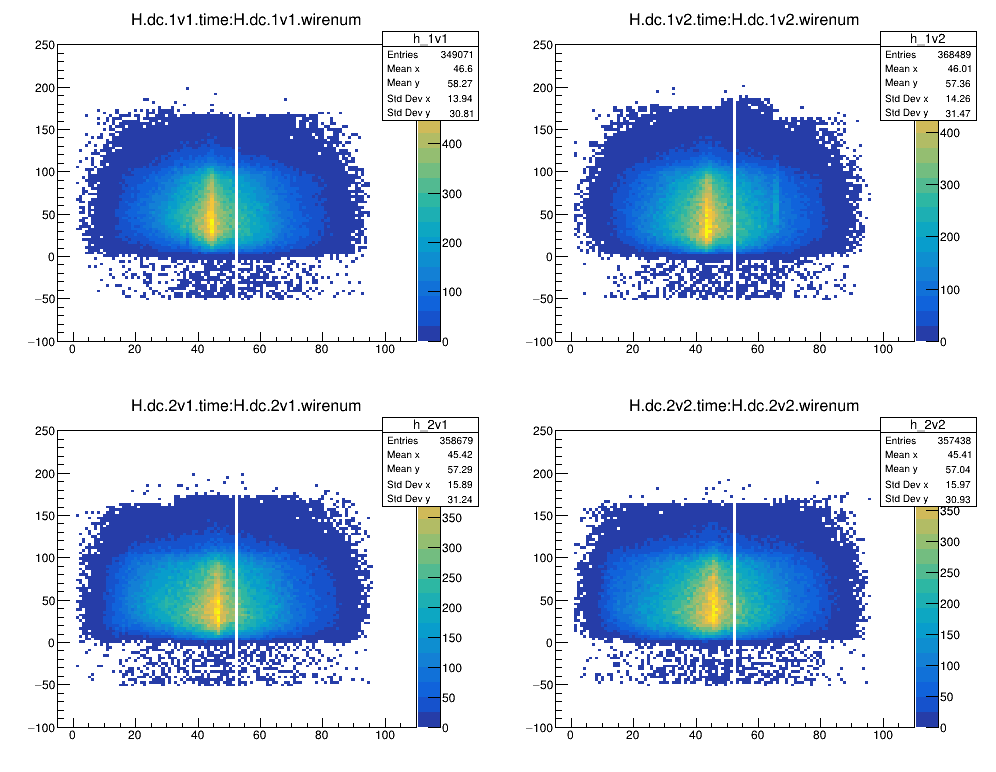 H.dc.1v1.time:H.dc.1v1.wirenum
h_1v1
Entries 349071
Mean x 46.6
Mean y 58.27
Std Dev x 13.94
Std Dev y 30.81
250
200
150
100
50
0
−50
−100
0 20 40 60 80 100
400
300
200
100
0
H.dc.1v2.time:H.dc.1v2.wirenum
h_1v2
Entries 368489
Mean x 46.01
Mean y 57.36
Std Dev x 14.26
Std Dev y 31.47
250
200
150
100
50
0
−50
−100
0 20 40 60 80 100
400
300
200
100
0
H.dc.2v1.time:H.dc.2v1.wirenum
h_2v1
Entries 358679
Mean x 45.42
Mean y 57.29
Std Dev x 15.89
Std Dev y 31.24
250
200
150
100
50
0
−50
−100
0 20 40 60 80 100
350
300
250
200
150
100
50
0
H.dc.2v2.time:H.dc.2v2.wirenum
h_2v2
Entries 357438
Mean x 45.41
Mean y 57.04
Std Dev x 15.97
Std Dev y 30.93
250
200
150
100
50
0
−50
−100
0 20 40 60 80 100
350
300
250
200
150
100
50
0